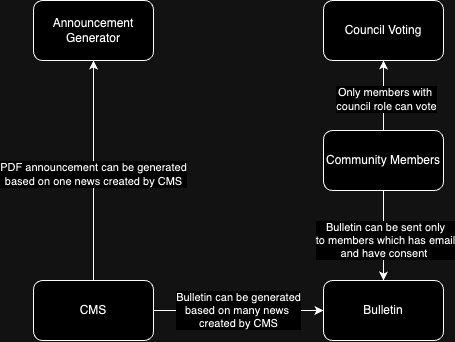 Announcement
Generator
Council Voting
Only members with
council role can vote
PDF announcement can be generated
based on one news created by CMS
Community Members
Bulletin can be sent only
to members which has email
and have consent
CMS
Bulletin can be generated
based on many news
created by CMS
Bulletin